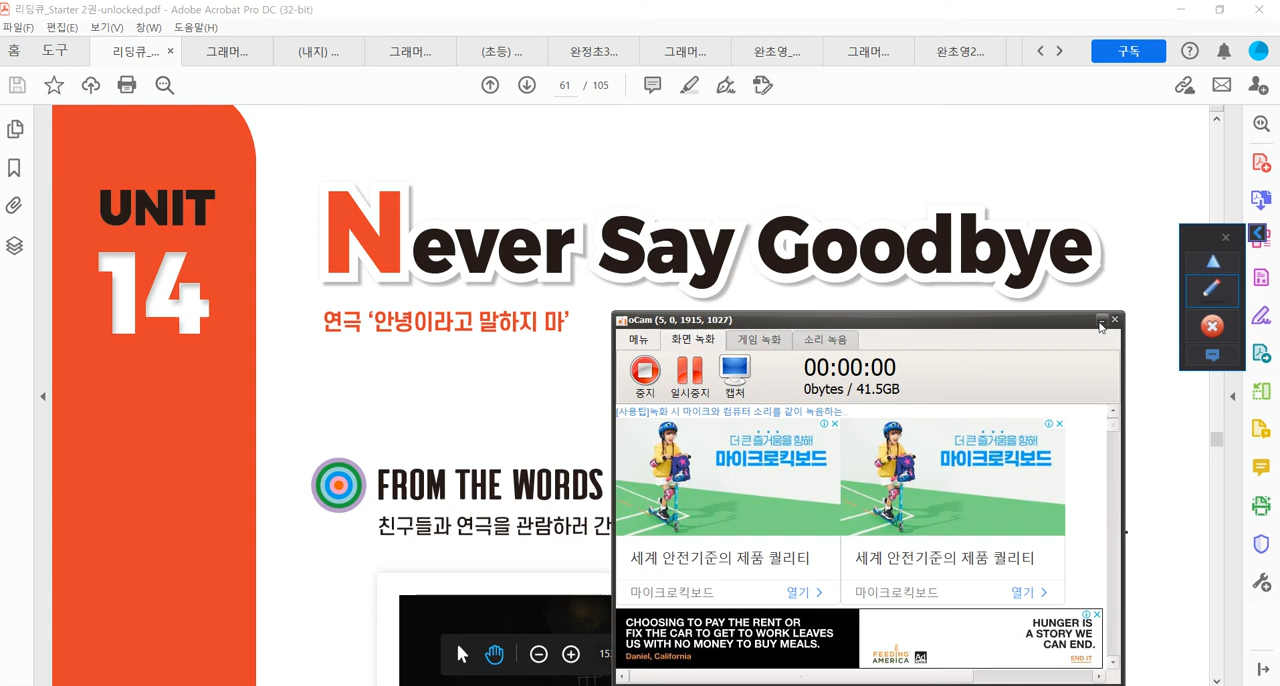 리딩큐_Starter 2권-unlocked.pdf - Adobe Acrobat Pro DC (32-bit)
파일(F) 편집(E) 보기(V) 창(W) 도움말(H)
홈 도구 리딩큐_... × 그래머... (내지) ... 그래머... (초등) ... 완정초3... 그래머... 완초영_... 그래머... 완초영2... 구독
61 / 105
UNIT
14
Never Say Goodbye
연극 ‘안녕이라고 말하지 마’
oCam (5, 0, 1915, 1027)
메뉴 화면 녹화 게임 녹화 소리 녹음
중지 일시중지 캡처
00:00:00
0bytes / 41.5GB
[사용팁]녹화 시 마이크와 컴퓨터 소리를 같이 녹음하는..
더 큰 즐거움을 향해
마이크로킥보드
더 큰 즐거움을 향해
마이크로킥보드
FROM THE WORDS
친구들과 연극을 관람하러 간
세계 안전기준의 제품 퀄리티
세계 안전기준의 제품 퀄리티
마이크로킥보드 열기 >
마이크로킥보드 열기 >
CHOOSING TO PAY THE RENT OR
FIX THE CAR TO GET TO WORK LEAVES
US WITH NO MONEY TO BUY MEALS.
Daniel, California
HUNGER IS
A STORY WE
CAN END.
FEEDING
AMERICA
END IT
15